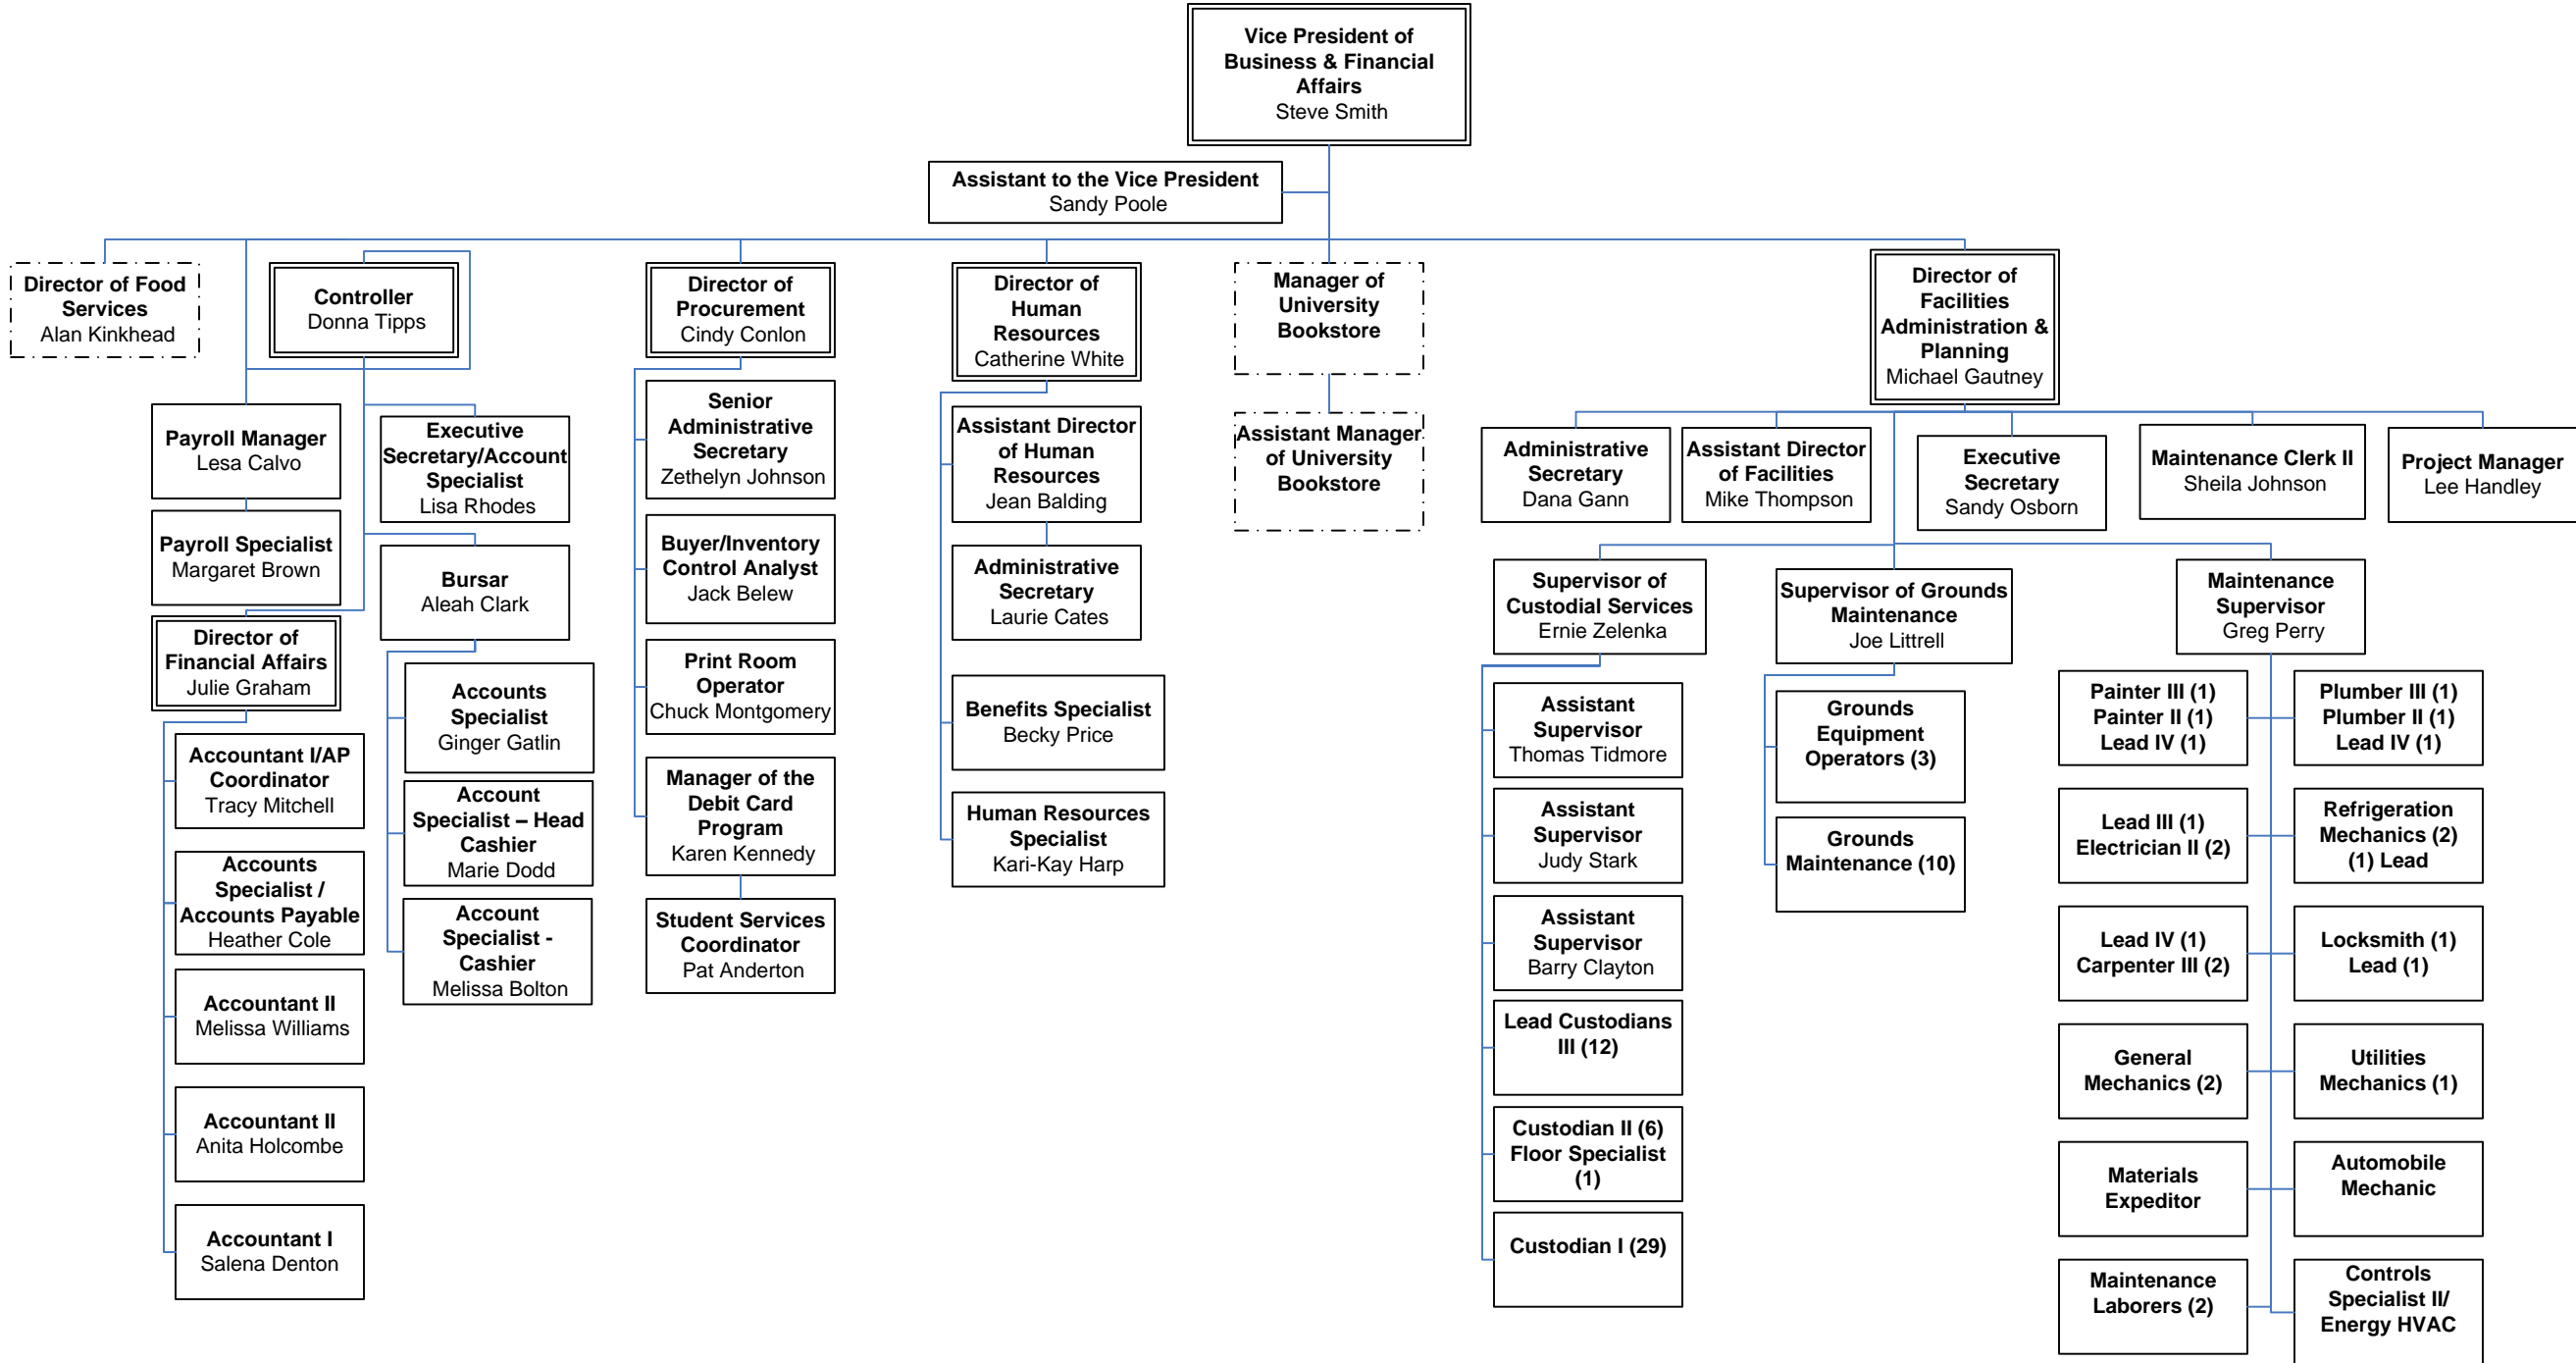 Vice President of
Business & Financial
Affairs
Steve Smith
Assistant to the Vice President
Sandy Poole
Director of Food
Services
Alan Kinkhead
Controller
Donna Tipps
Director of
Procurement
Cindy Conlon
Director of
Human
Resources
Catherine White
Manager of
University
Bookstore
Director of
Facilities
Administration &
Planning
Michael Gautney
Payroll Manager
Lesa Calvo
Payroll Specialist
Margaret Brown
Director of
Financial Affairs
Julie Graham
Accountant I/AP
Coordinator
Tracy Mitchell
Accounts
Specialist /
Accounts Payable
Heather Cole
Accountant II
Melissa Williams
Accountant II
Anita Holcombe
Accountant I
Salena Denton
Executive
Secretary/Account
Specialist
Lisa Rhodes
Bursar
Aleah Clark
Accounts
Specialist
Ginger Gatlin
Account
Specialist – Head
Cashier
Marie Dodd
Account
Specialist -
Cashier
Melissa Bolton
Senior
Administrative
Secretary
Zethelyn Johnson
Buyer/Inventory
Control Analyst
Jack Belew
Print Room
Operator
Chuck Montgomery
Manager of the
Debit Card
Program
Karen Kennedy
Student Services
Coordinator
Pat Anderton
Assistant Director
of Human
Resources
Jean Balding
Administrative
Secretary
Laurie Cates
Benefits Specialist
Becky Price
Human Resources
Specialist
Kari-Kay Harp
Assistant Manager
of University
Bookstore
Administrative
Secretary
Dana Gann
Assistant Director
of Facilities
Mike Thompson
Executive
Secretary
Sandy Osborn
Maintenance Clerk II
Sheila Johnson
Project Manager
Lee Handley
Supervisor of
Custodial Services
Ernie Zelenka
Assistant
Supervisor
Thomas Tidmore
Assistant
Supervisor
Judy Stark
Assistant
Supervisor
Barry Clayton
Lead Custodians
III (12)
Custodian II (6)
Floor Specialist
(1)
Custodian I (29)
Supervisor of Grounds
Maintenance
Joe Littrell
Grounds
Equipment
Operators (3)
Grounds
Maintenance (10)
Maintenance
Supervisor
Greg Perry
Painter III (1)
Painter II (1)
Lead IV (1)
Plumber III (1)
Plumber II (1)
Lead IV (1)
Lead III (1)
Electrician II (2)
Refrigeration
Mechanics (2)
(1) Lead
Lead IV (1)
Carpenter III (2)
Locksmith (1)
Lead (1)
General
Mechanics (2)
Utilities
Mechanics (1)
Materials
Expeditor
Automobile
Mechanic
Maintenance
Laborers (2)
Controls
Specialist II/
Energy HVAC